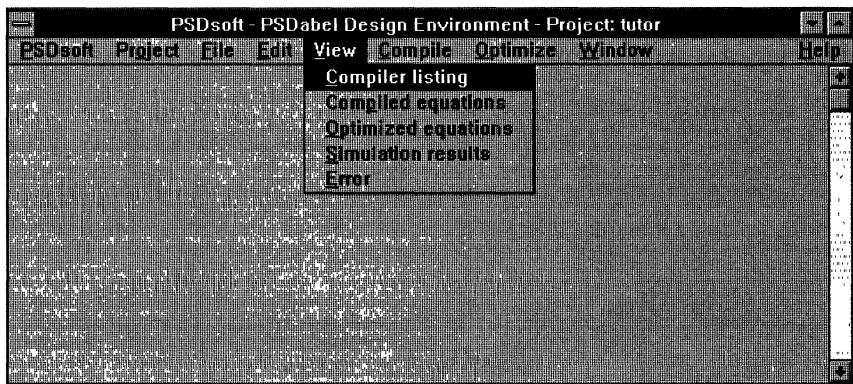 PSDsoft - PSDabel Design Environment - Project: tutor
PSDsoft Project File Edit View Compile Optimize Window Help
Compiler listing
Compiled equations
Optimized equations
Simulation results
Error